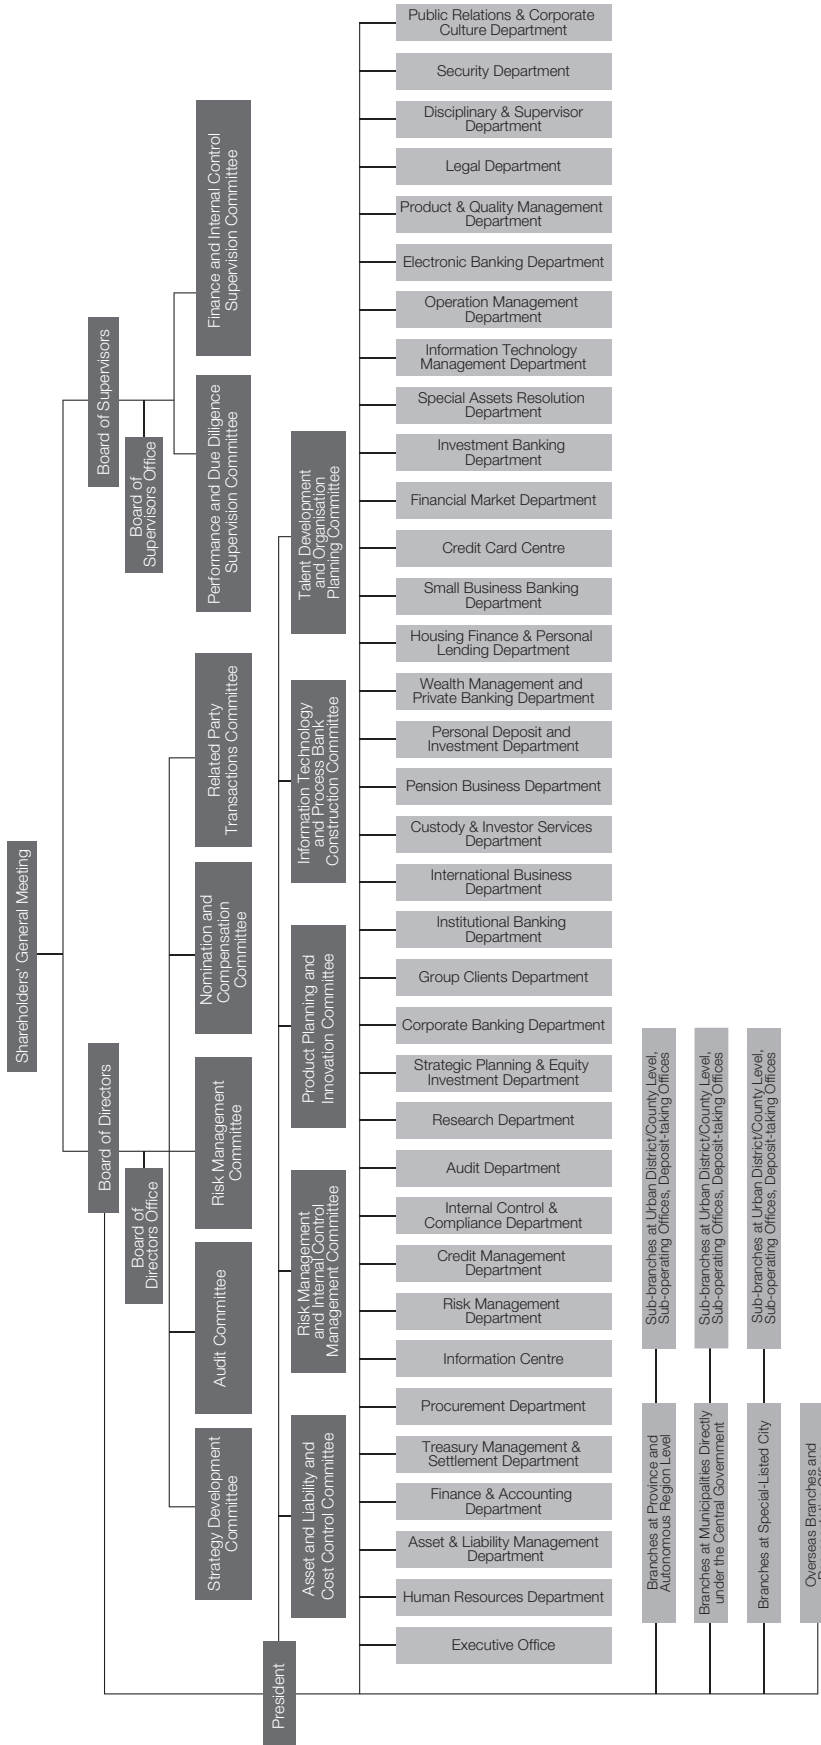 Shareholders' General Meeting
Board of Directors
Board of Supervisors
Board of
Directors Office
Board of
Supervisors Office
Strategy Development
Committee
Audit Committee
Risk Management
Committee
Nomination and
Compensation
Committee
Related Party
Transactions Committee
Performance and Due Diligence
Supervision Committee
Finance and Internal Control
Supervision Committee
President
Asset and Liability and
Cost Control Committee
Risk Management
and Internal Control
Management Committee
Product Planning and
Innovation Committee
Information Technology
and Process Bank
Construction Committee
Talent Development
and Organisation
Planning Committee
Public Relations & Corporate
Culture Department
Security Department
Disciplinary & Supervisor
Department
Legal Department
Product & Quality Management
Department
Electronic Banking Department
Operation Management
Department
Information Technology
Management Department
Special Assets Resolution
Department
Investment Banking
Department
Financial Market Department
Credit Card Centre
Small Business Banking
Department
Housing Finance & Personal
Lending Department
Wealth Management and
Private Banking Department
Personal Deposit and
Investment Department
Pension Business Department
Custody & Investor Services
Department
International Business
Department
Institutional Banking
Department
Group Clients Department
Corporate Banking Department
Strategic Planning & Equity
Investment Department
Research Department
Audit Department
Internal Control &
Compliance Department
Credit Management
Department
Risk Management
Department
Information Centre
Procurement Department
Treasury Management &
Settlement Department
Finance & Accounting
Department
Asset & Liability Management
Department
Human Resources Department
Executive Office
Branches at Province and
Autonomous Region Level
Sub-branches at Urban District/County Level,
Sub-operating Offices, Deposit-taking Offices
Branches at Municipalities Directly
under the Central Government
Sub-branches at Urban District/County Level,
Sub-operating Offices, Deposit-taking Offices
Branches at Special-Listed City
Sub-branches at Urban District/County Level,
Sub-operating Offices, Deposit-taking Offices
Overseas Branches and